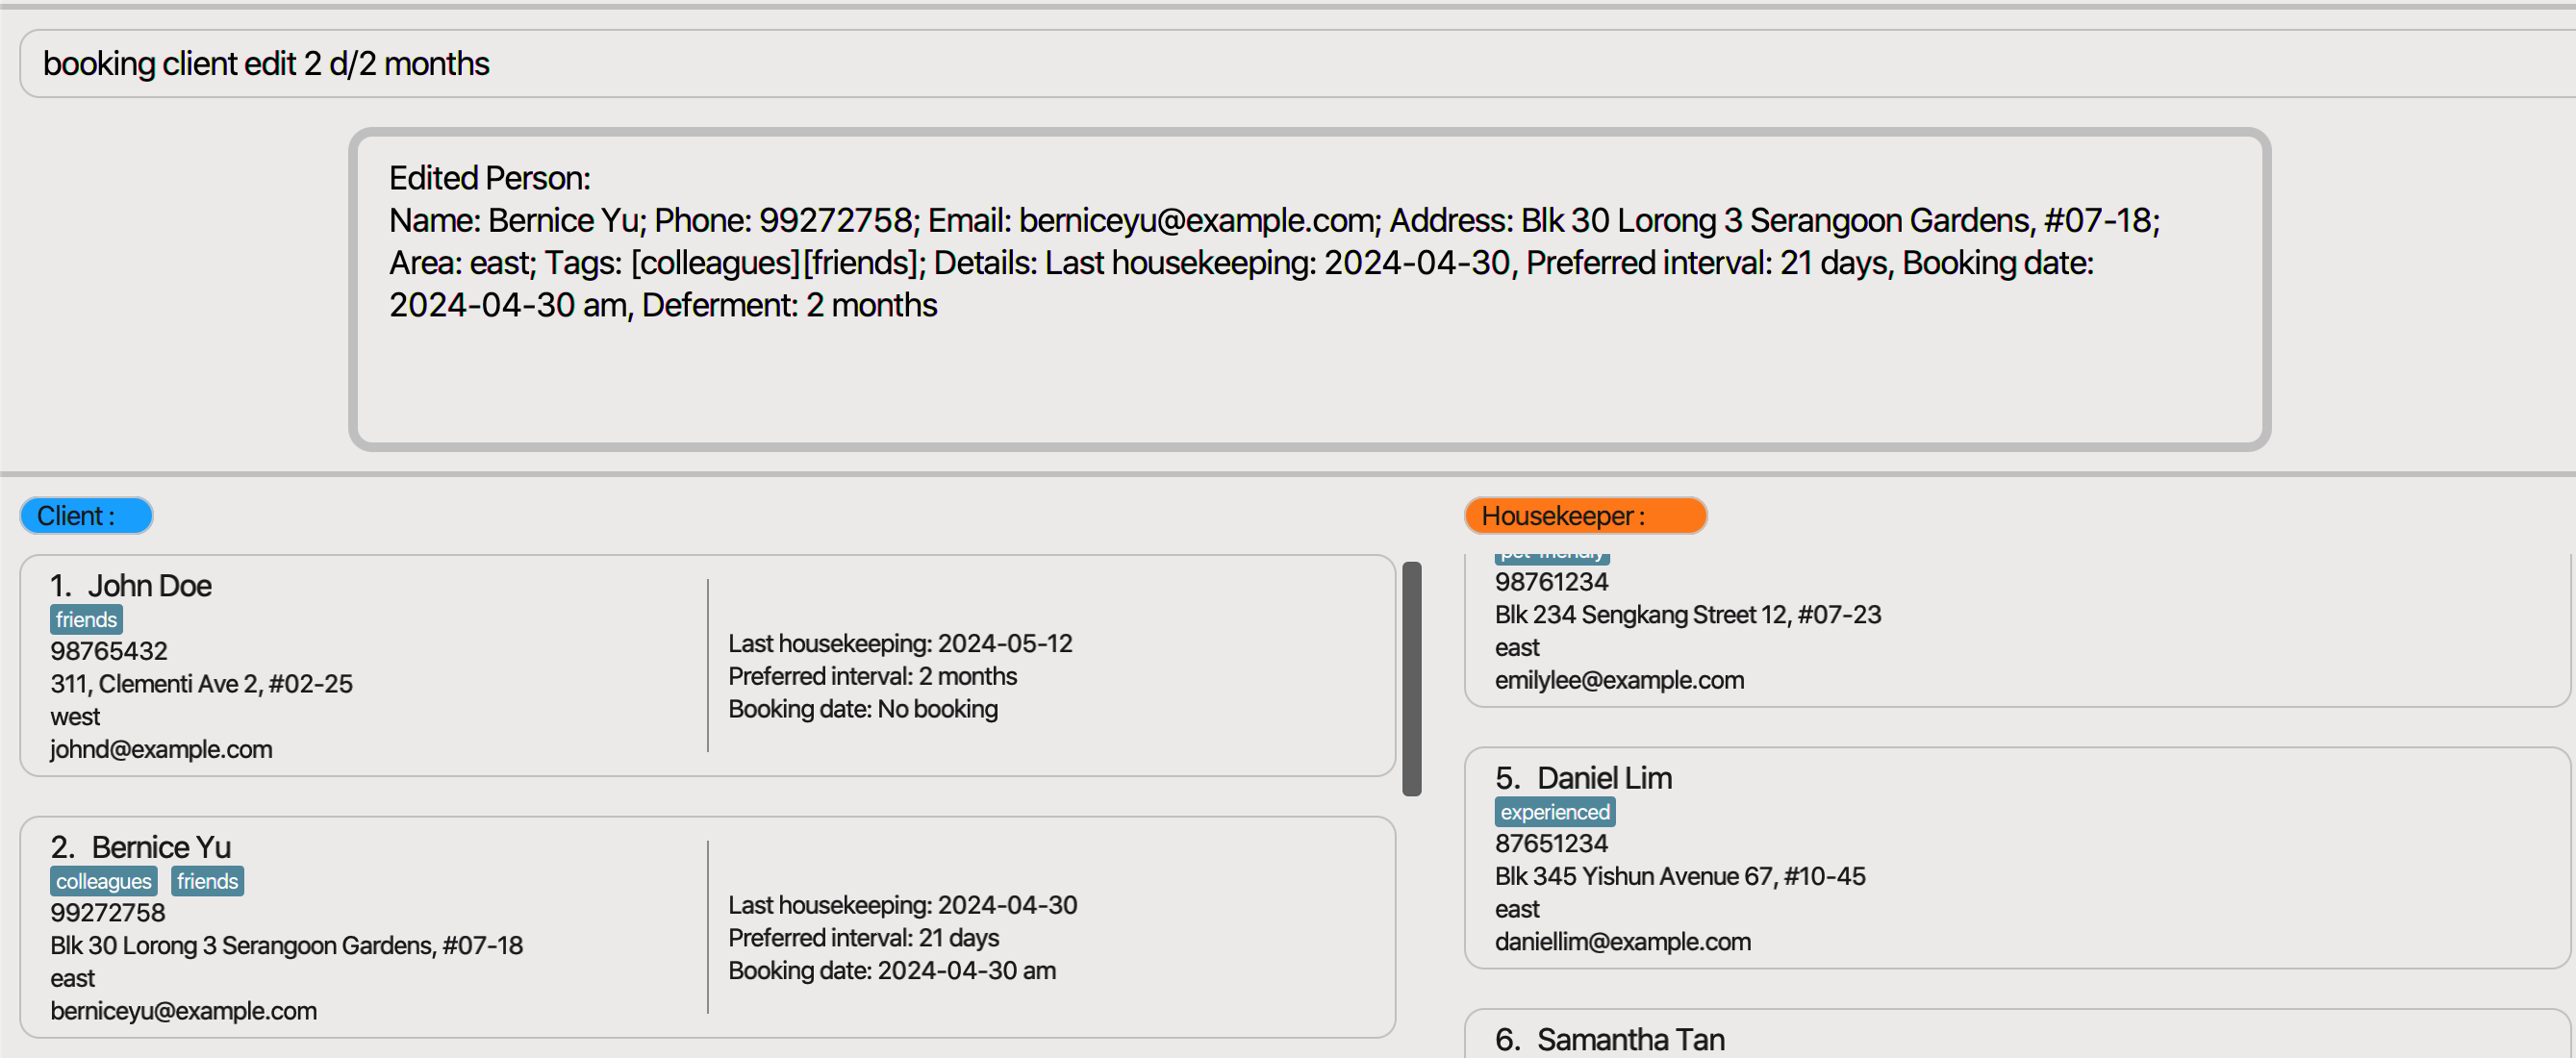 booking client edit 2 d/2 months
Edited Person:
Name: Bernice Yu; Phone: 99272758; Email: berniceyu@example.com; Address: Blk 30 Lorong 3 Serangoon Gardens, #07-18;
Area: east; Tags: [colleagues][friends]; Details: Last housekeeping: 2024-04-30, Preferred interval: 21 days, Booking date:
2024-04-30 am, Deferment: 2 months
Client :
1. John Doe
friends
98765432
311, Clementi Ave 2, #02-25
west
johnd@example.com
Last housekeeping: 2024-05-12
Preferred interval: 2 months
Booking date: No booking
2. Bernice Yu
colleagues friends
99272758
Blk 30 Lorong 3 Serangoon Gardens, #07-18
east
berniceyu@example.com
Last housekeeping: 2024-04-30
Preferred interval: 21 days
Booking date: 2024-04-30 am
Housekeeper :
98761234
Blk 234 Sengkang Street 12, #07-23
east
emilylee@example.com
5. Daniel Lim
experienced
87651234
Blk 345 Yishun Avenue 67, #10-45
east
daniellim@example.com
6. Samantha Tan